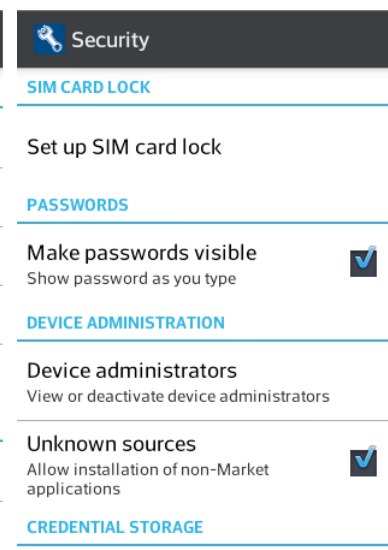 Security
SIM CARD LOCK
Set up SIM card lock
PASSWORDS
Make passwords visible
Show password as you type
DEVICE ADMINISTRATION
Device administrators
View or deactivate device administrators
Unknown sources
Allow installation of non-Market
applications
CREDENTIAL STORAGE